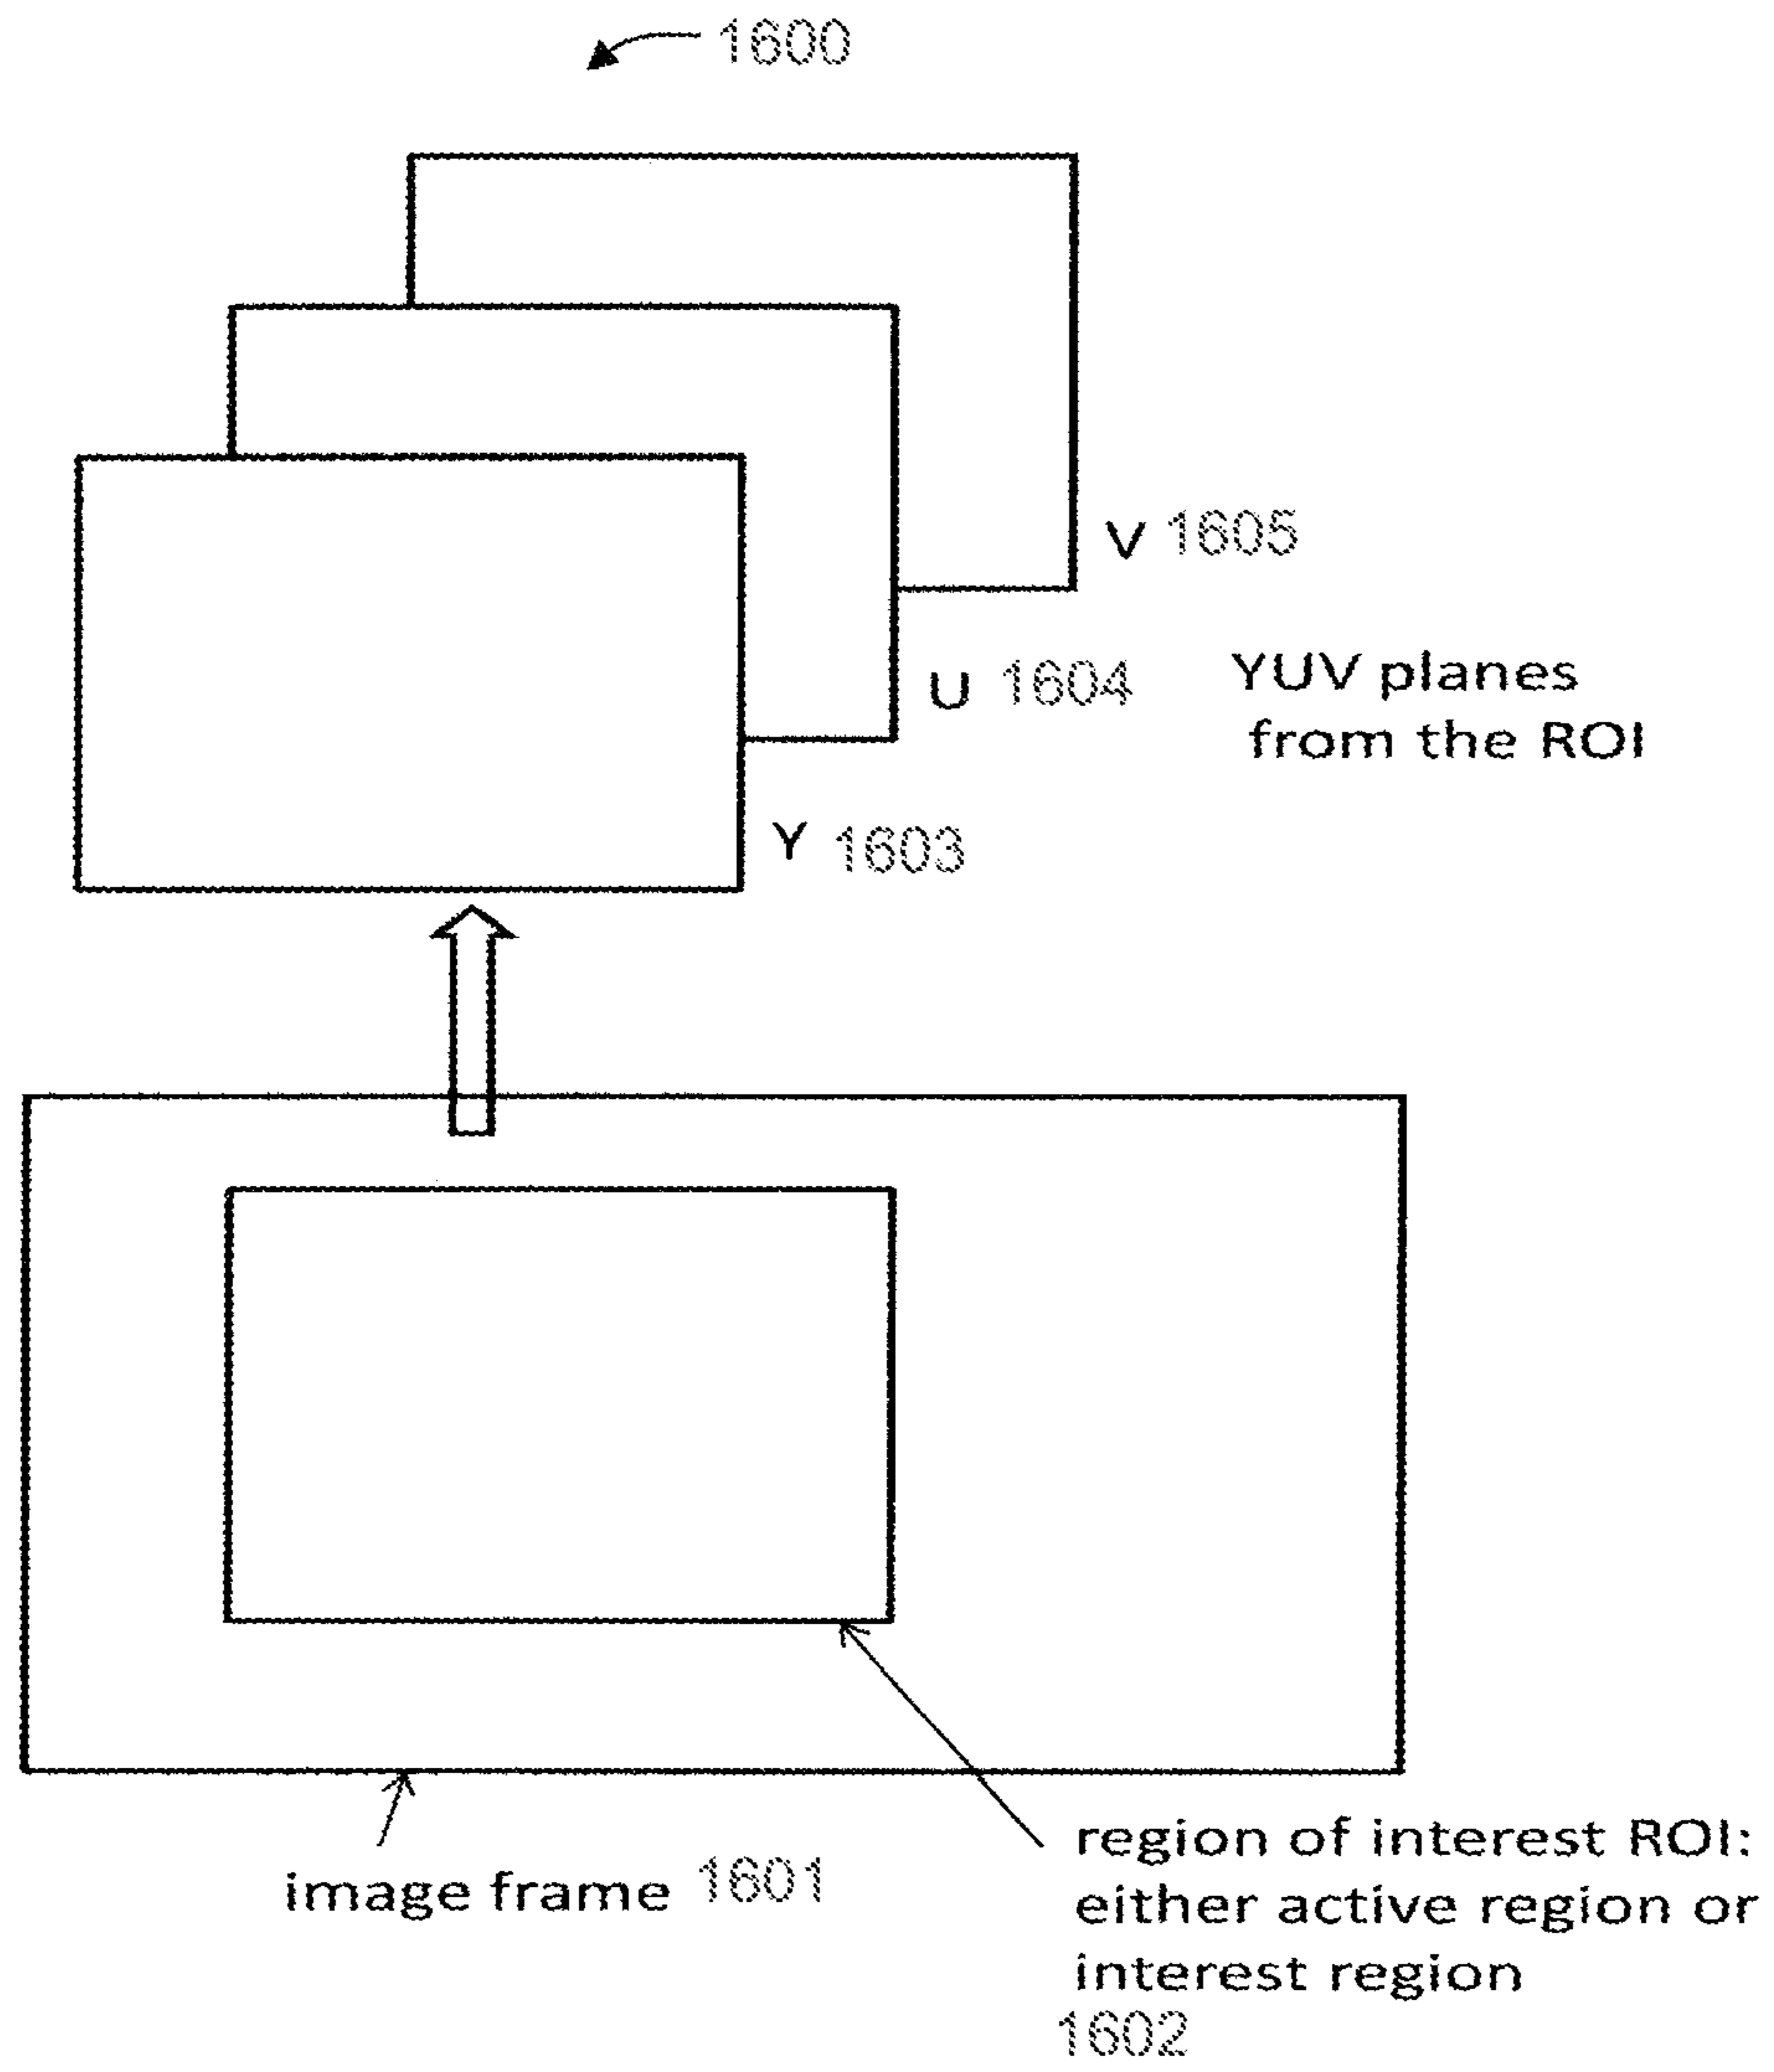 1600
V 1605
U 1604
YUV planes
from the ROI
Y 1603
image frame 1601
region of interest ROI:
either active region or
interest region
1602